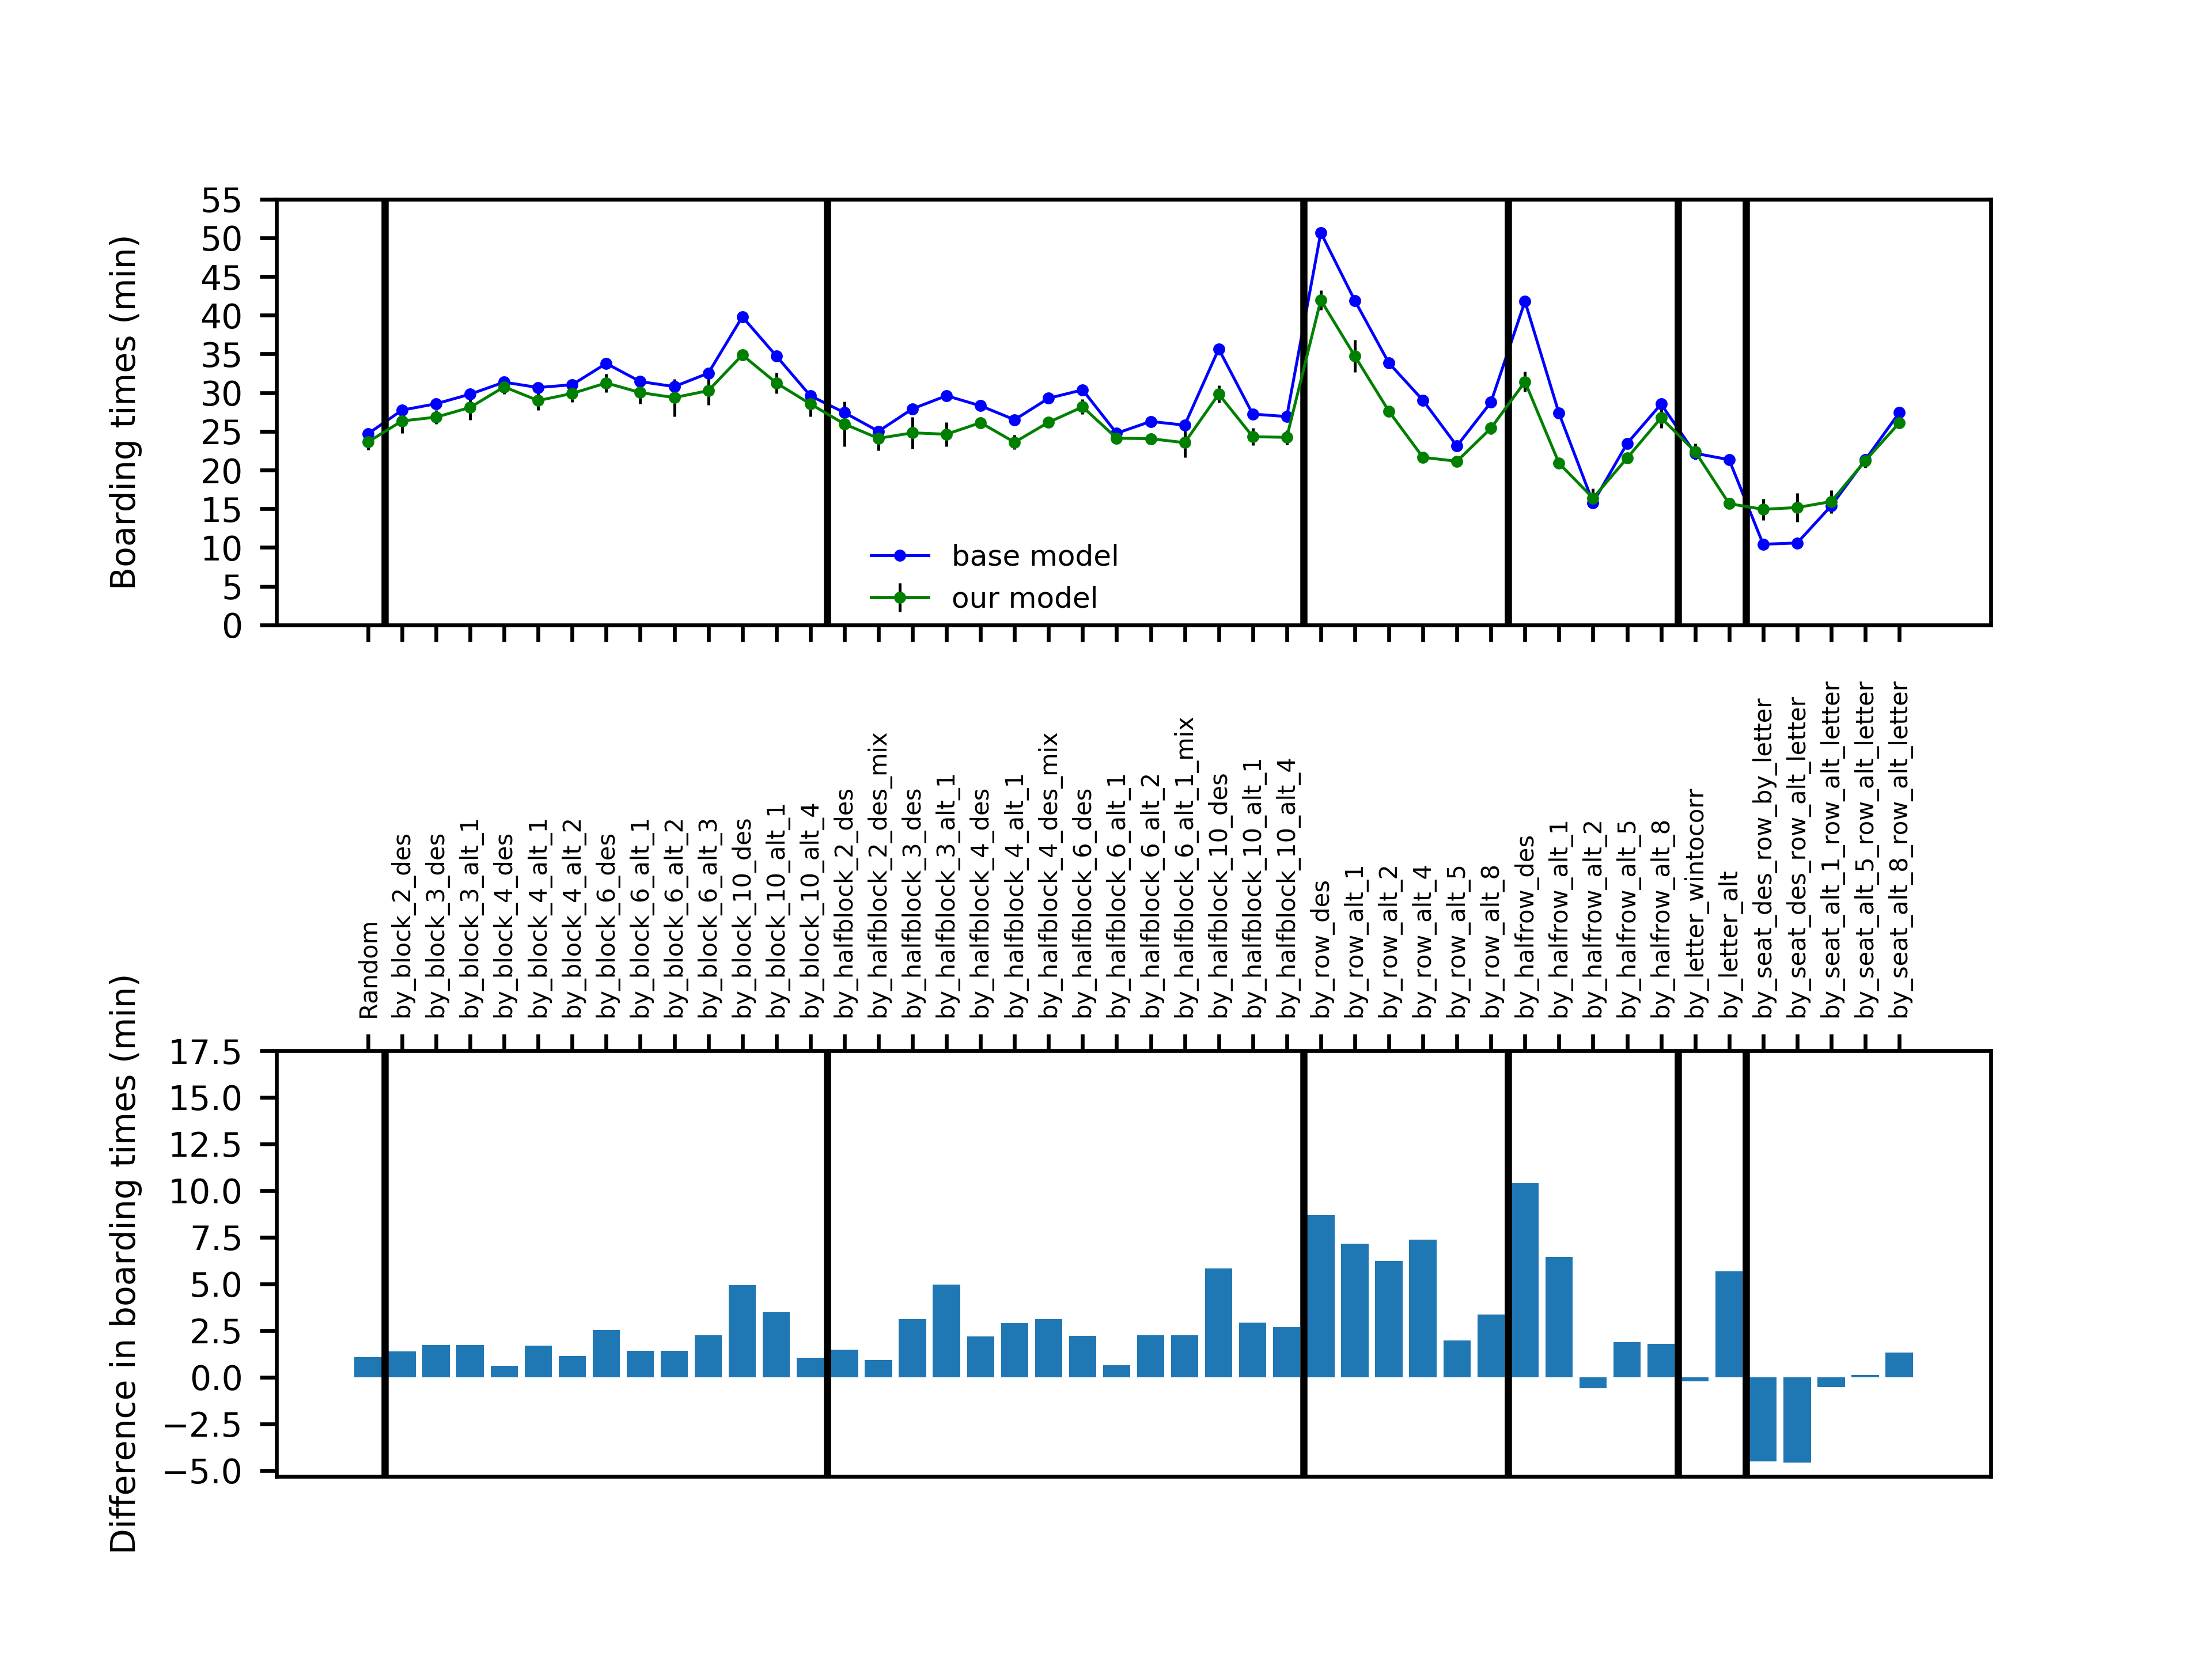 55
50
45
40
35
30
25
20
15
10
5
0
Boarding times (min)
base model
our model
Random
by_block_2_des
by_block_3_des
by_block_3_alt_1
by_block_4_des
by_block_4_alt_1
by_block_4_alt_2
by_block_6_des
by_block_6_alt_1
by_block_6_alt_2
by_block_6_alt_3
by_block_10_des
by_block_10_alt_1
by_block_10_alt_4
by_halfblock_2_des
by_halfblock_2_des_mix
by_halfblock_3_des
by_halfblock_3_alt_1
by_halfblock_4_des
by_halfblock_4_alt_1
by_halfblock_4_des_mix
by_halfblock_6_des
by_halfblock_6_alt_1
by_halfblock_6_alt_2
by_halfblock_6_alt_1_mix
by_halfblock_10_des
by_halfblock_10_alt_1
by_halfblock_10_alt_4
by_row_des
by_row_alt_1
by_row_alt_2
by_row_alt_4
by_row_alt_5
by_row_alt_8
by_halfrow_des
by_halfrow_alt_1
by_halfrow_alt_2
by_halfrow_alt_5
by_halfrow_alt_8
by_letter_wintocorr
by_letter_alt
by_seat_des_row_by_letter
by_seat_des_row_alt_letter
by_seat_alt_1_row_alt_letter
by_seat_alt_5_row_alt_letter
by_seat_alt_8_row_alt_letter
17.5
15.0
12.5
10.0
7.5
5.0
2.5
0.0
−2.5
−5.0
Difference in boarding times (min)